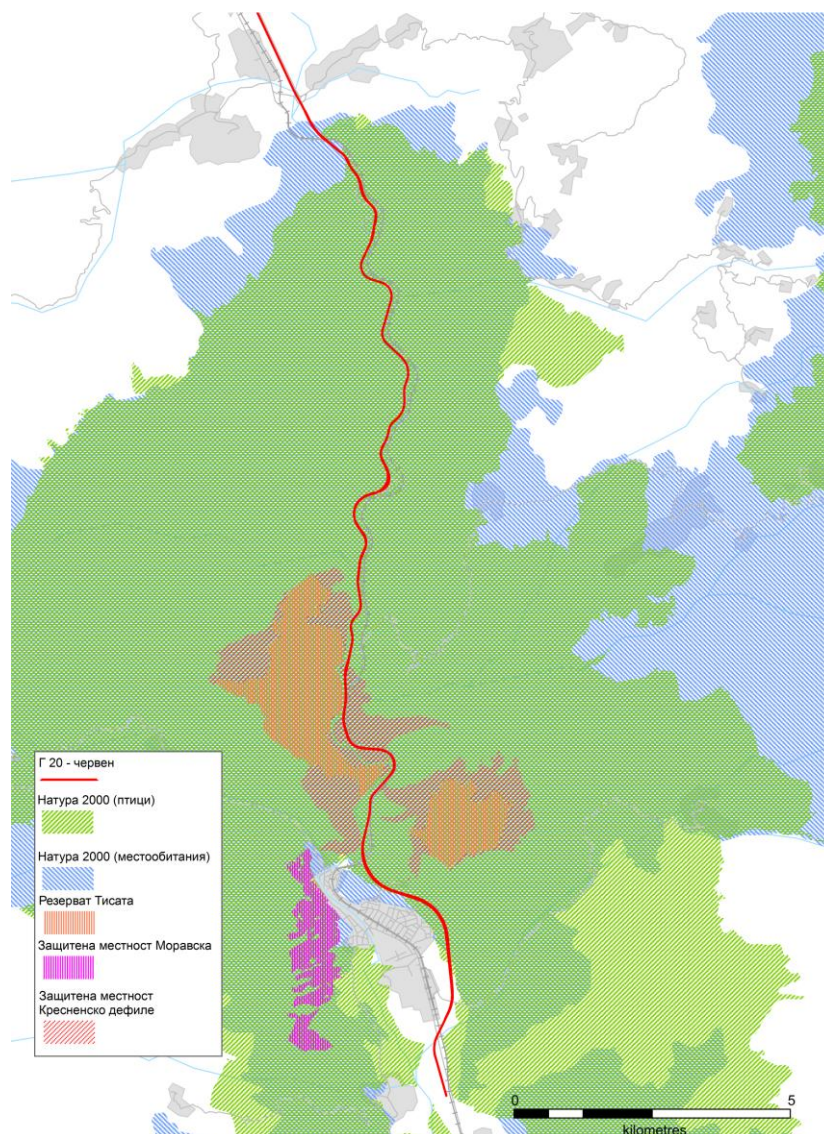 Г 20 - червен
Натура 2000 (птици)
Натура 2000 (местообитания)
Резерват Тисата
Защитена местност Моравска
Защитена местност
Кресненско дефиле
0 5
kilometres